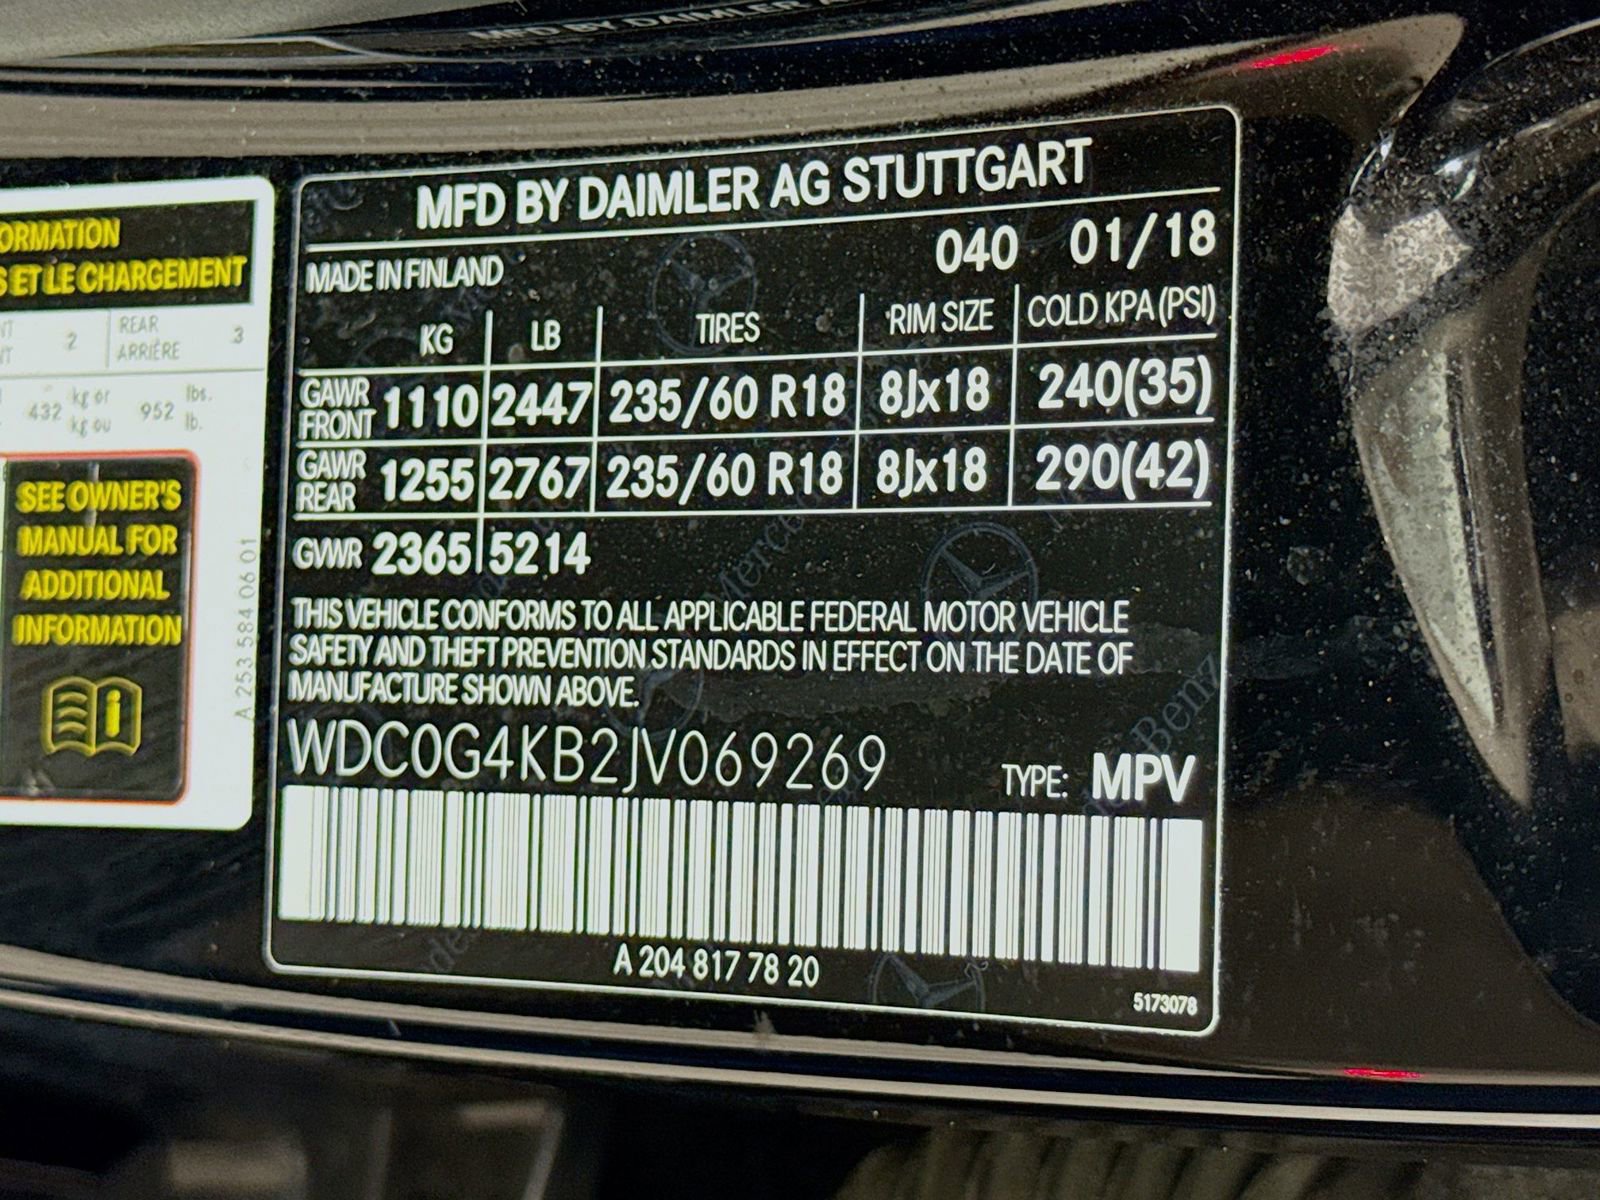 MFD BY DAIMLER AG STUTTGART
MADE IN FINLAND 040 01/18
KG LB TIRES RIM SIZE COLD KPA (PSI)
GAWR FRONT 1110 2447 235/60 R18 8Jx18 240(35)
GAWR REAR 1255 2767 235/60 R18 8Jx18 290(42)
GVWR 2365 5214
THIS VEHICLE CONFORMS TO ALL APPLICABLE FEDERAL MOTOR VEHICLE
SAFETY AND THEFT PREVENTION STANDARDS IN EFFECT ON THE DATE OF
MANUFACTURE SHOWN ABOVE.
WDC0G4KB2JV069269 TYPE: MPV
A 204 817 78 20
5173078
ORMATION
S ET LE CHARGEMENT
NT 2 REAR 3
NT ARRIÈRE
432 kg or 952 lbs.
kg ou lb.
SEE OWNER'S
MANUAL FOR
ADDITIONAL
INFORMATION
A 253 584 06 01
MFD BY DAIMLER A